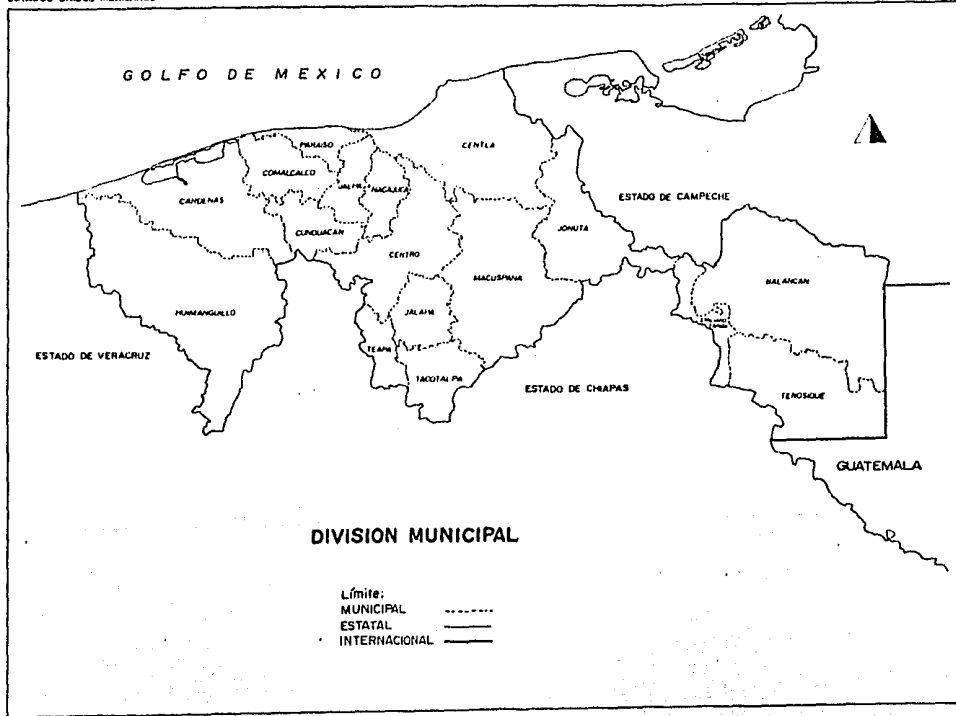 GOLFO DE MEXICO
PARAISO
CENTLA
COMALCALCO
JALPA
NACAJUCA
CARDENAS
ESTADO DE CAMPECHE
CUNDUACAN
JONUTA
CENTRO
MACUSPANA
BALANCAN
HUIMANGUILLO
JALAPA
ESTADO DE VERACRUZ
TEAPA
TACOTALPA
ESTADO DE CHIAPAS
TENOSIQUE
GUATEMALA
DIVISION MUNICIPAL
Límite:
MUNICIPAL
ESTATAL
INTERNACIONAL